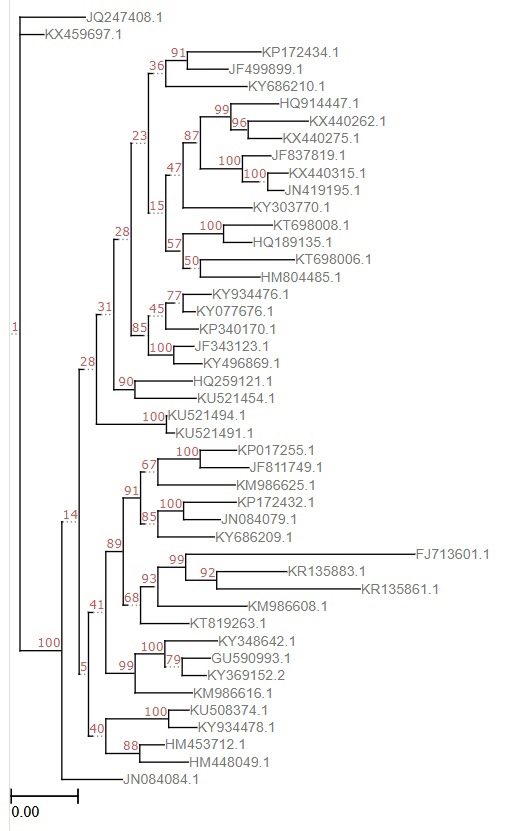 JQ247408.1
KX459697.1
91 KP172434.1
36 JF499899.1
KY686210.1
99 HQ914447.1
96 KX440262.1
23 87 KX440275.1
100 JF837819.1
47 100 KX440315.1
JN419195.1
15 KY303770.1
100 KT698008.1
28 57 HQ189135.1
50 KT698006.1
HM804485.1
77 KY934476.1
31 45 KY077676.1
1 85 KP340170.1
100 JF343123.1
28 KY496869.1
90 HQ259121.1
KU521454.1
100 KU521494.1
KU521491.1
100 KP017255.1
67 JF811749.1
91 KM986625.1
100 KP172432.1
14 85 JN084079.1
KY686209.1
89 99 FJ713601.1
93 92 KR135883.1
68 KR135861.1
41 KM986608.1
KT819263.1
100 100 KY348642.1
5 99 79 GU590993.1
KY369152.2
KM986616.1
100 KU508374.1
40 KY934478.1
88 HM453712.1
HM448049.1
JN084084.1
0.00